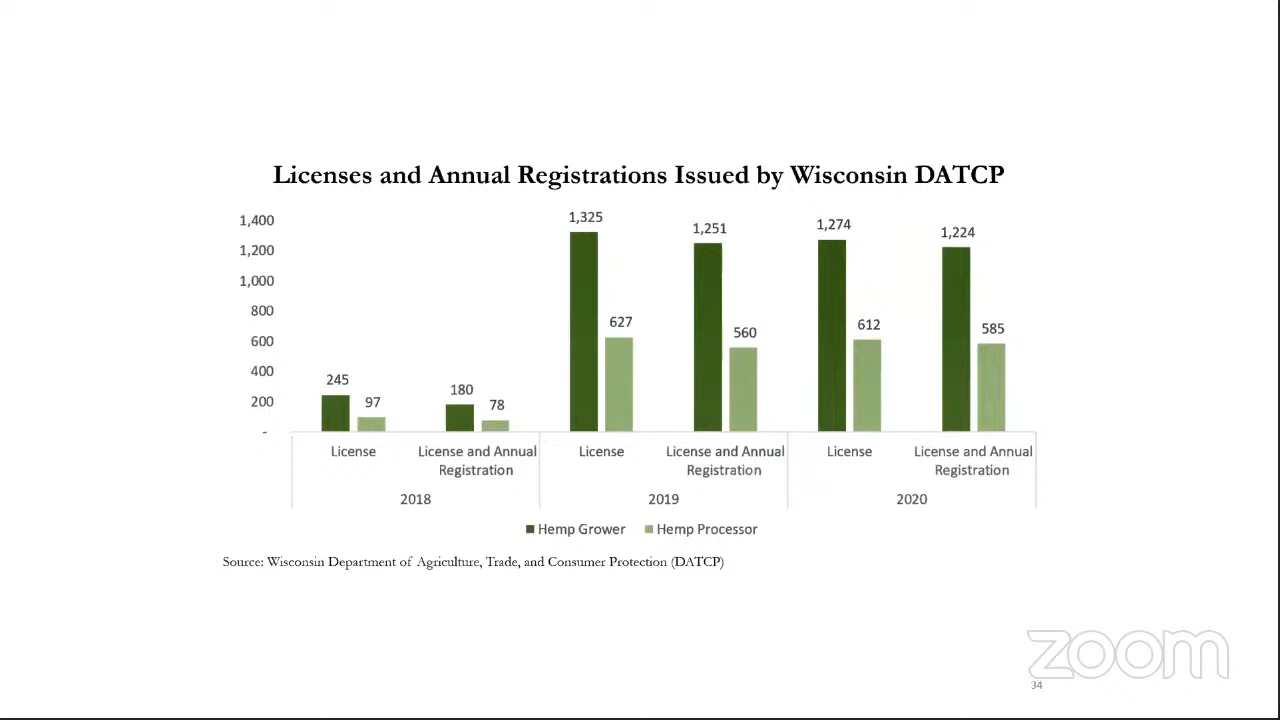 Licenses and Annual Registrations Issued by Wisconsin DATCP
1,400
1,200
1,000
800
600
400
200
-
245
97
180
78
1,325
627
1,251
560
1,274
612
1,224
585
License
License and Annual
Registration
License
License and Annual
Registration
License
License and Annual
Registration
2018
2019
2020
Hemp Grower
Hemp Processor
Source: Wisconsin Department of Agriculture, Trade, and Consumer Protection (DATCP)
zoom
34